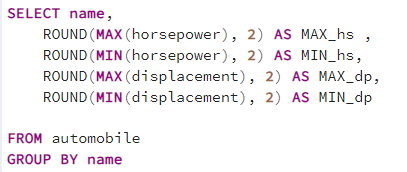 SELECT name,
    ROUND(MAX(horsepower), 2) AS MAX_hs ,
    ROUND(MIN(horsepower), 2) AS MIN_hs,
    ROUND(MAX(displacement), 2) AS MAX_dp,
    ROUND(MIN(displacement), 2) AS MIN_dp

FROM automobile
GROUP BY name